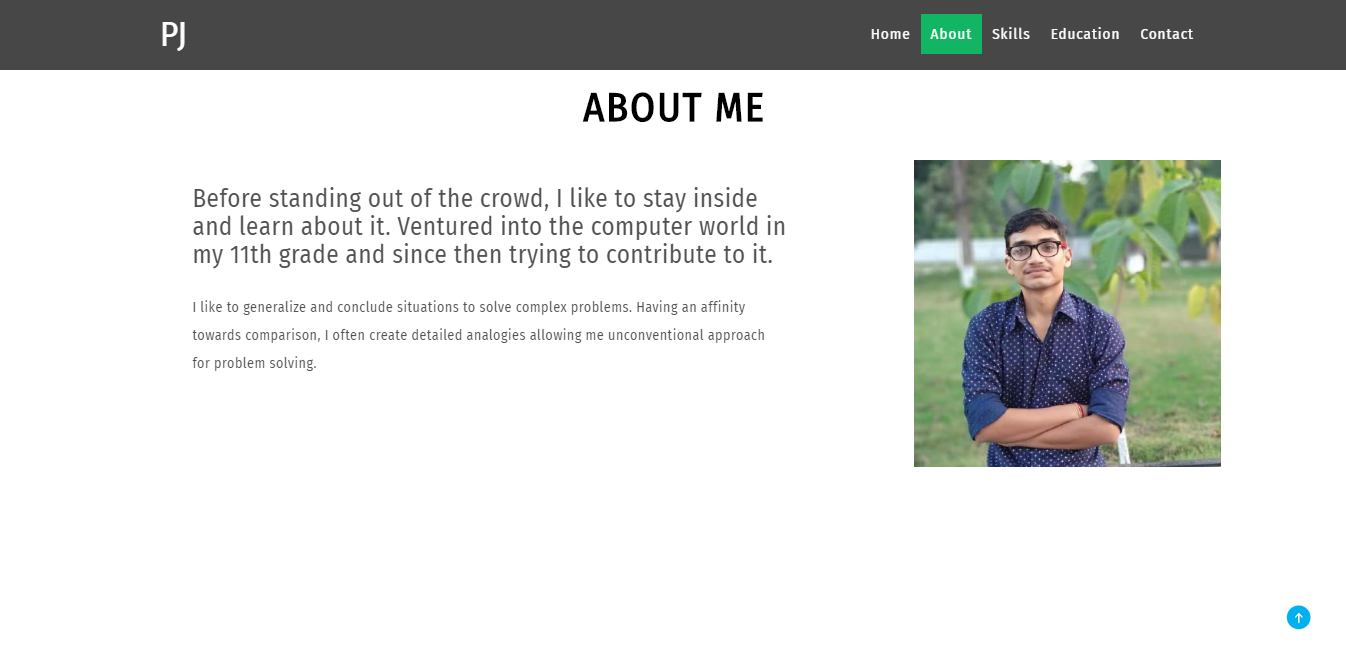 PJ
Home About Skills Education Contact
ABOUT ME
Before standing out of the crowd, I like to stay inside
and learn about it. Ventured into the computer world in
my 11th grade and since then trying to contribute to it.
I like to generalize and conclude situations to solve complex problems. Having an affinity
towards comparison, I often create detailed analogies allowing me unconventional approach
for problem solving.